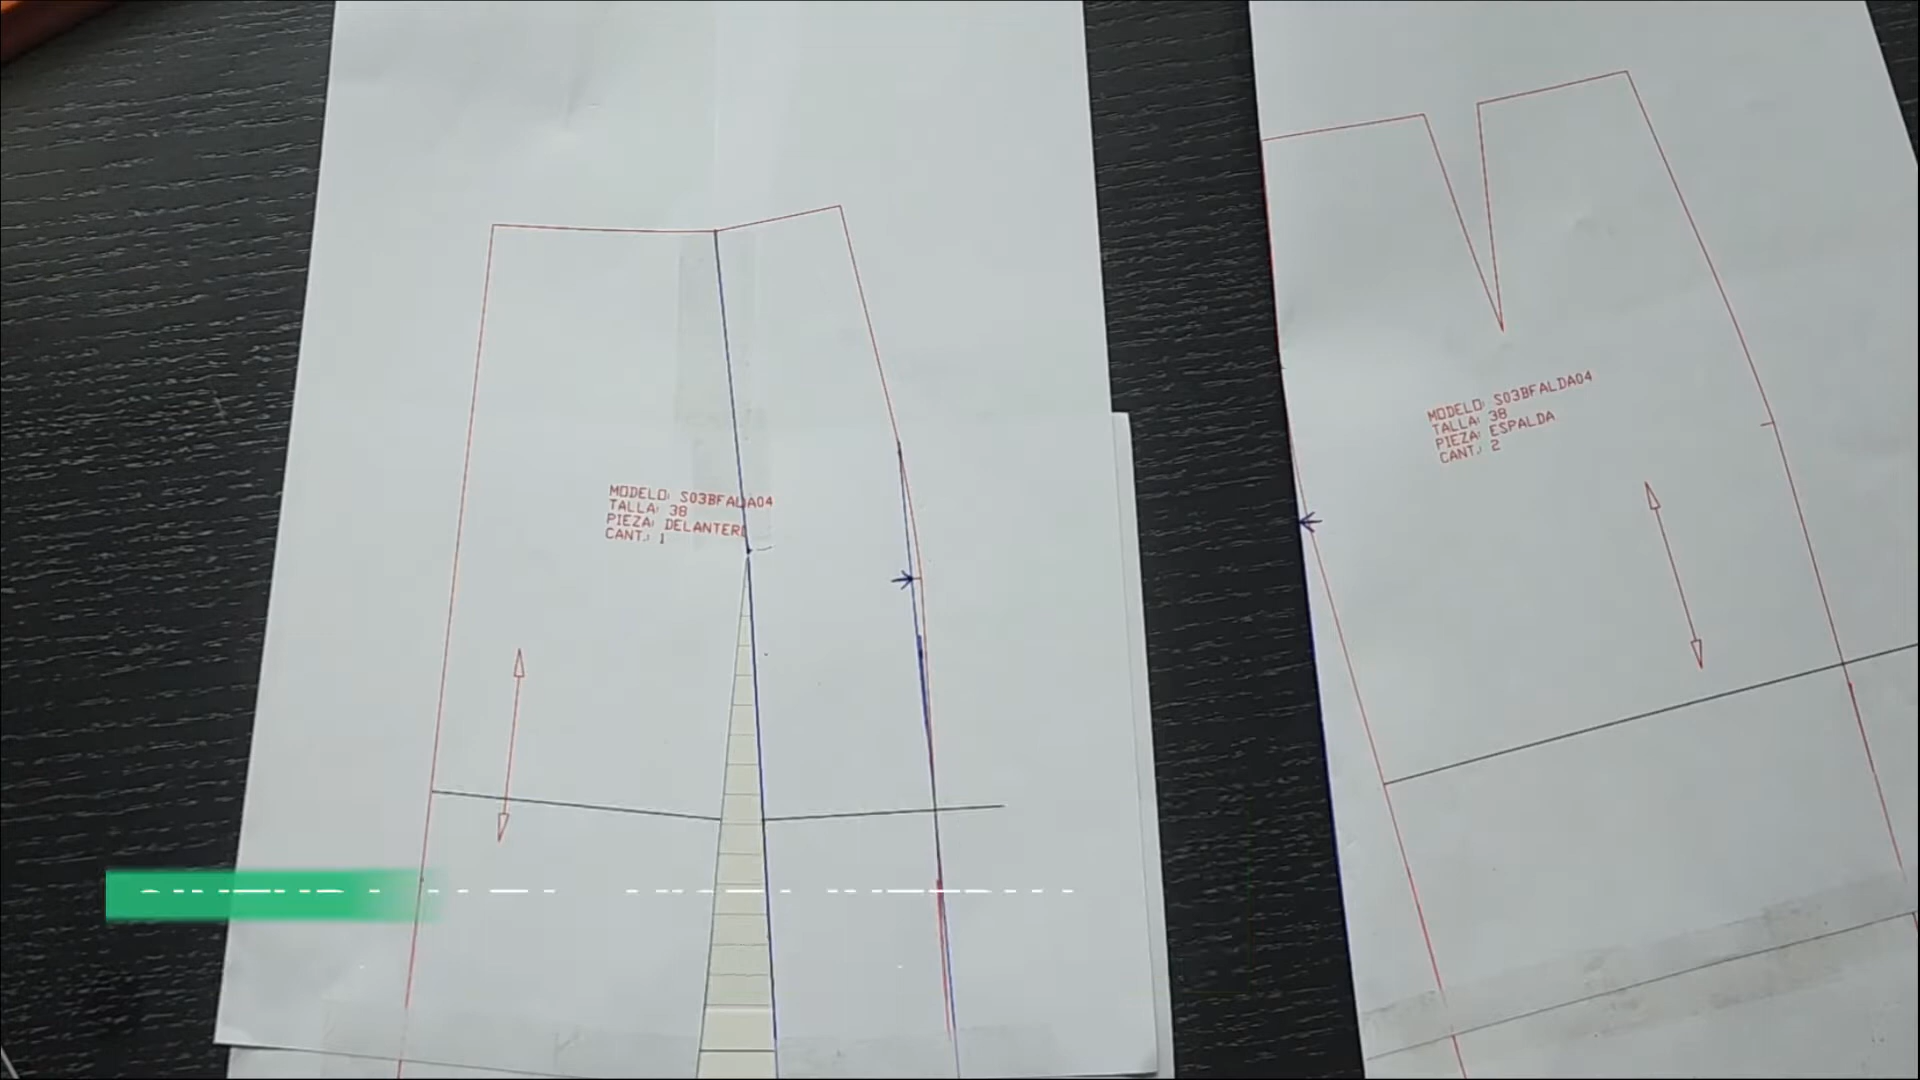 MODELO: S03BFALDA04
TALLA: 38
PIEZA: DELANTERO
CANT.: 1
MODELO: S03BFALDA04
TALLA: 38
PIEZA: ESPALDA
CANT.: 2